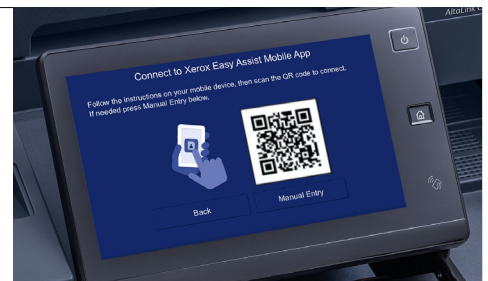 AltaLink
Connect to Xerox Easy Assist Mobile App
Follow the instructions on your mobile device, then scan the QR code to connect.
If needed press Manual Entry below.
Back
Manual Entry